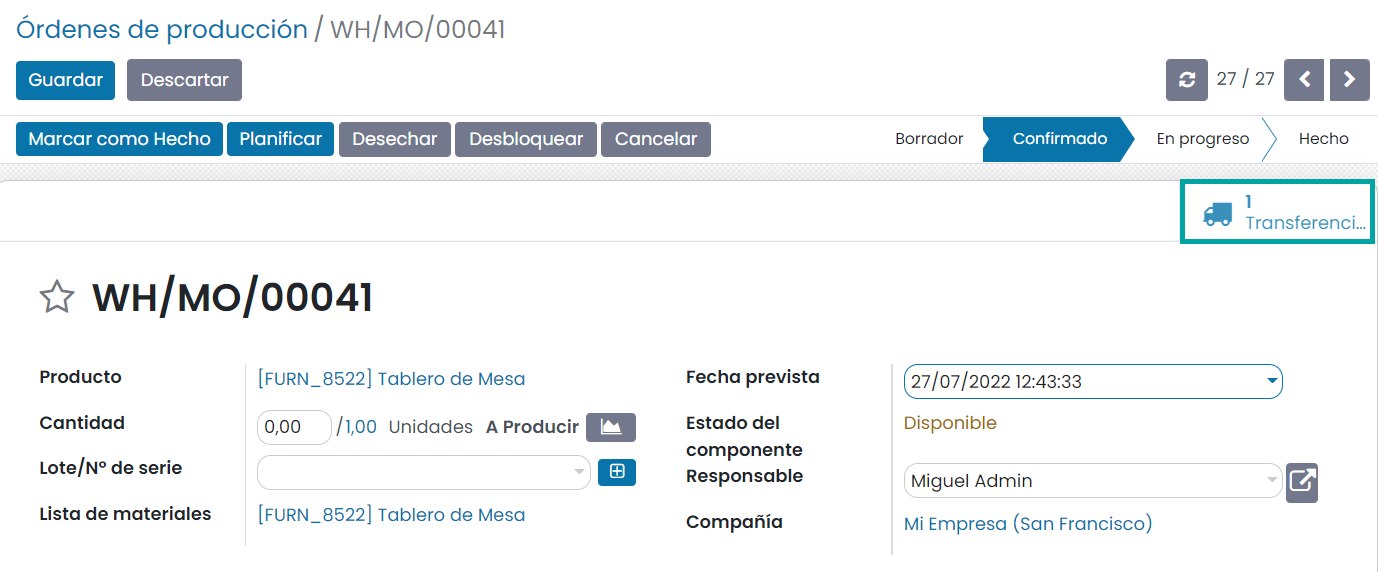 Órdenes de producción / WH/MO/00041
Guardar Descartar 27 / 27
Marcar como Hecho Planificar Desechar Desbloquear Cancelar Borrador Confirmado En progreso Hecho
1
Transferenci...
WH/MO/00041
Producto [FURN_8522] Tablero de Mesa
Cantidad 0,00 /1,00 Unidades A Producir
Lote/Nº de serie
Lista de materiales [FURN_8522] Tablero de Mesa
Fecha prevista 27/07/2022 12:43:33
Estado del Disponible
componente
Responsable Miguel Admin
Compañía Mi Empresa (San Francisco)